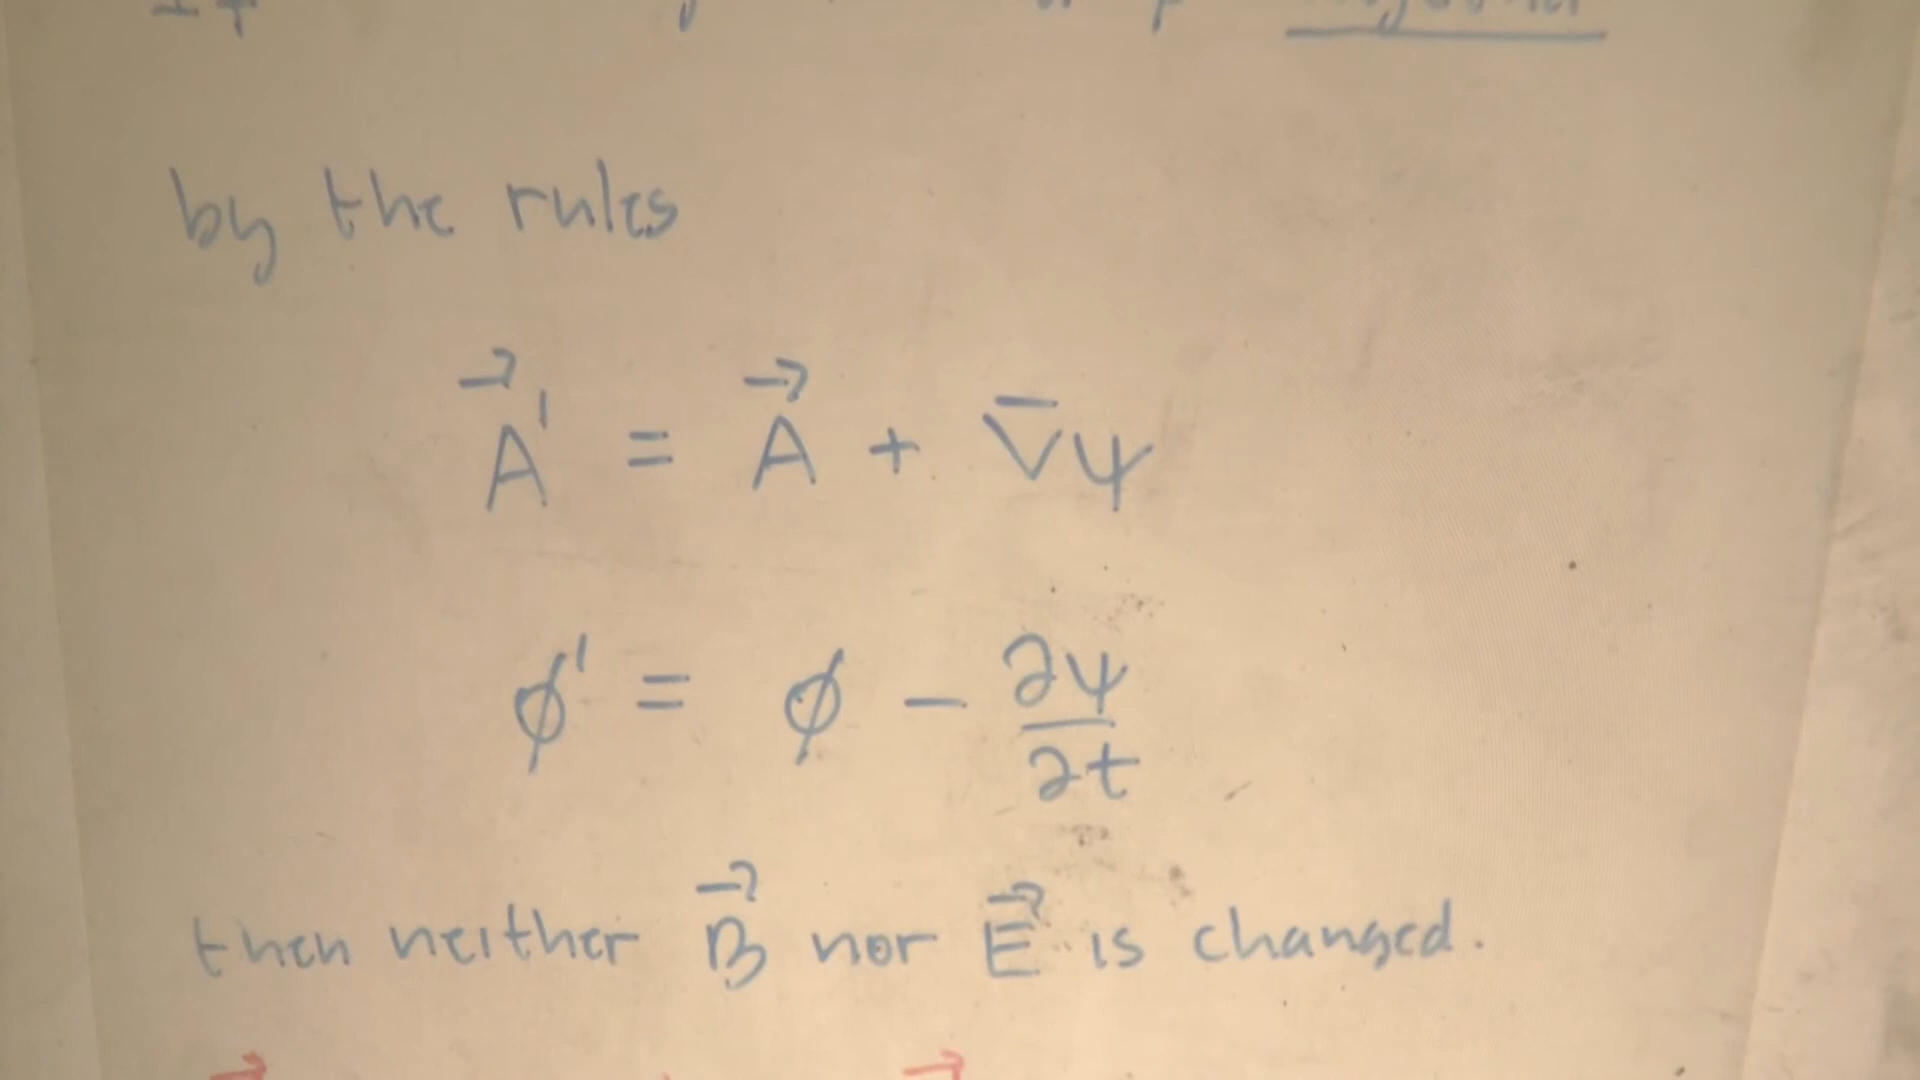 by the rules
A⃗' = A⃗ + ∇̅ψ
ϕ' = ϕ - ∂ψ/∂t
then neither B⃗ nor E⃗ is changed.